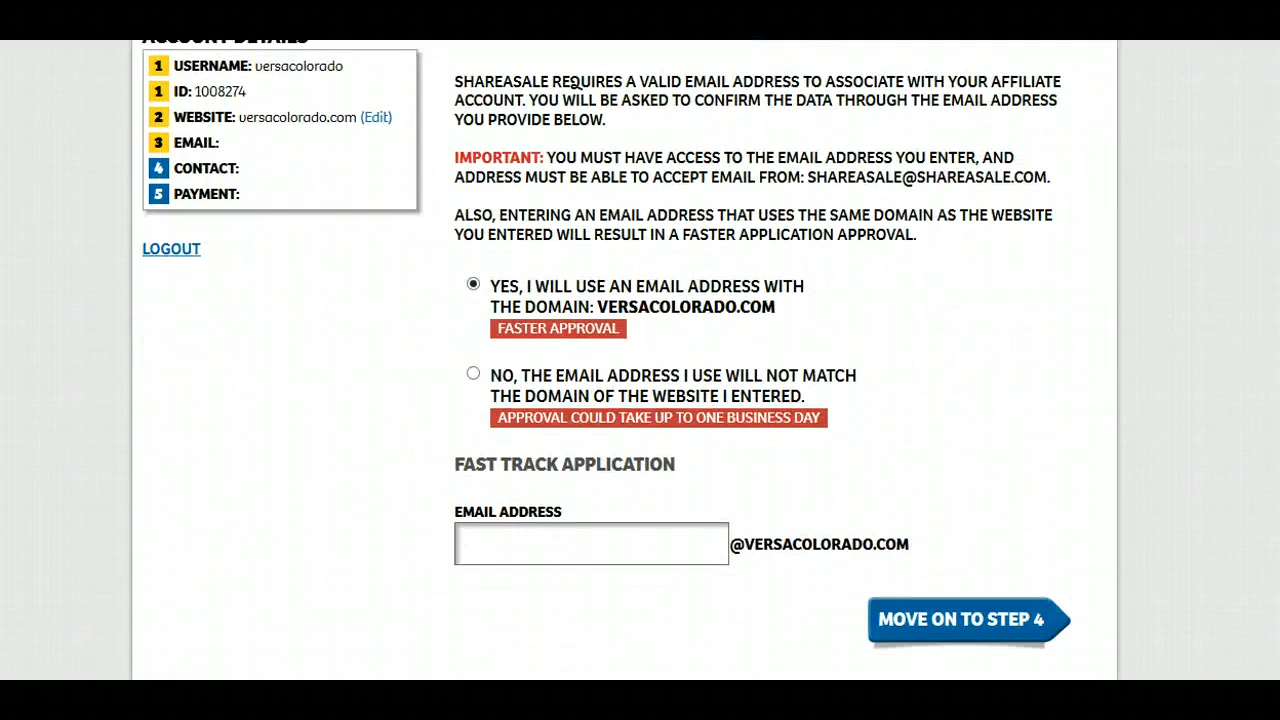 ACCOUNT DETAILS
1 USERNAME: versacolorado
1 ID: 1008274
2 WEBSITE: versacolorado.com (Edit)
3 EMAIL:
4 CONTACT:
5 PAYMENT:
LOGOUT
SHAREASALE REQUIRES A VALID EMAIL ADDRESS TO ASSOCIATE WITH YOUR AFFILIATE
ACCOUNT. YOU WILL BE ASKED TO CONFIRM THE DATA THROUGH THE EMAIL ADDRESS
YOU PROVIDE BELOW.
IMPORTANT: YOU MUST HAVE ACCESS TO THE EMAIL ADDRESS YOU ENTER, AND
ADDRESS MUST BE ABLE TO ACCEPT EMAIL FROM: SHAREASALE@SHAREASALE.COM.
ALSO, ENTERING AN EMAIL ADDRESS THAT USES THE SAME DOMAIN AS THE WEBSITE
YOU ENTERED WILL RESULT IN A FASTER APPLICATION APPROVAL.
YES, I WILL USE AN EMAIL ADDRESS WITH
THE DOMAIN: VERSACOLORADO.COM
FASTER APPROVAL
NO, THE EMAIL ADDRESS I USE WILL NOT MATCH
THE DOMAIN OF THE WEBSITE I ENTERED.
APPROVAL COULD TAKE UP TO ONE BUSINESS DAY
FAST TRACK APPLICATION
EMAIL ADDRESS
@VERSACOLORADO.COM
MOVE ON TO STEP 4